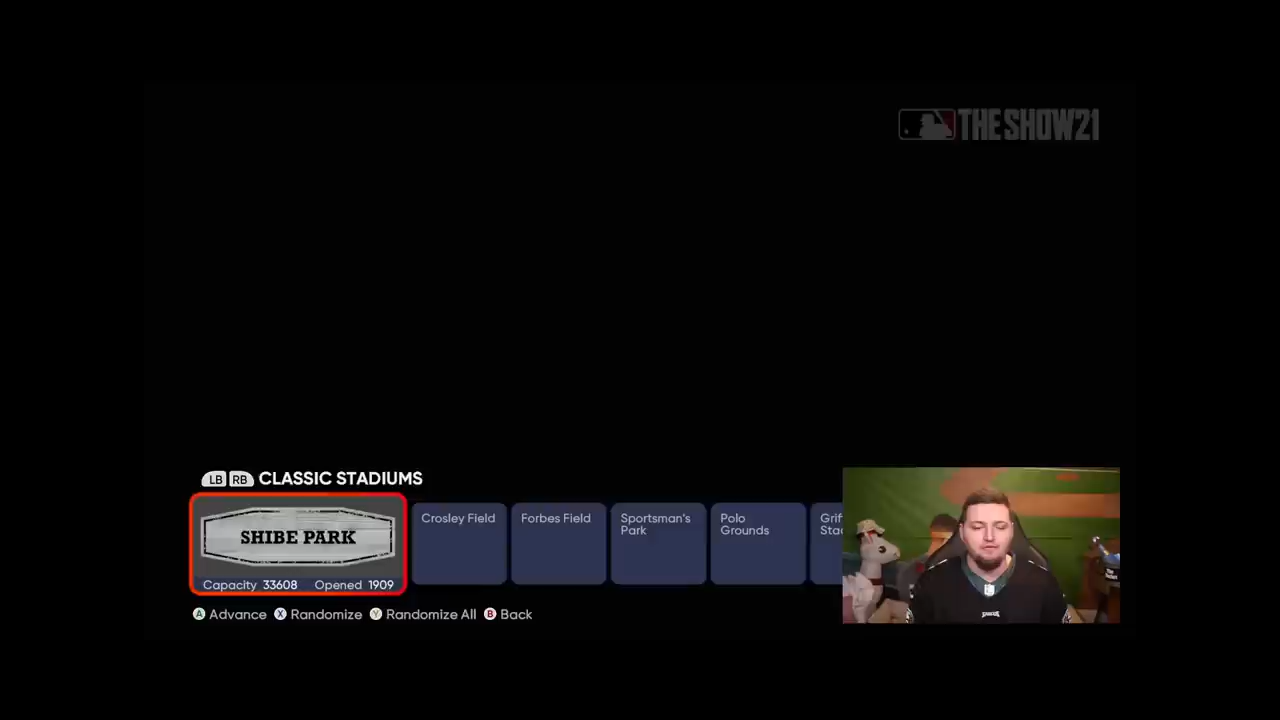 THE SHOW 21
LB RB CLASSIC STADIUMS
SHIBE PARK
Capacity 33608 Opened 1909
Crosley Field
Forbes Field
Sportsman's
Park
Polo
Grounds
A Advance X Randomize Y Randomize All B Back